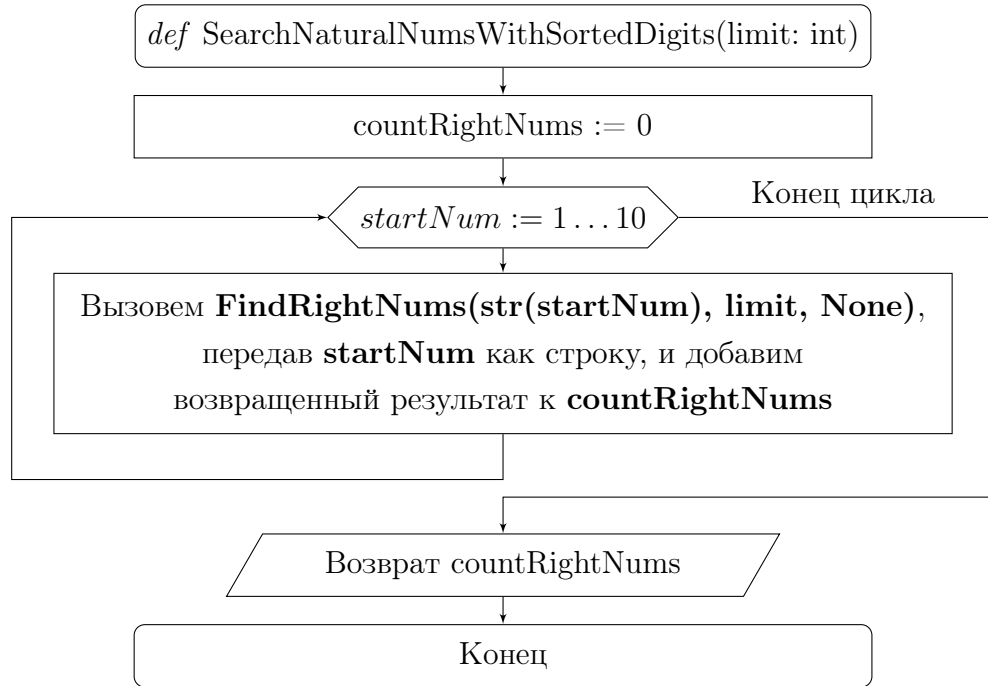 def SearchNaturalNumsWithSortedDigits(limit: int)
countRightNums := 0
Конец цикла
startNum := 1 . . . 10
Вызовем FindRightNums(str(startNum), limit, None),
передав startNum как строку, и добавим
возвращенный результат к countRightNums
Возврат countRightNums
Конец